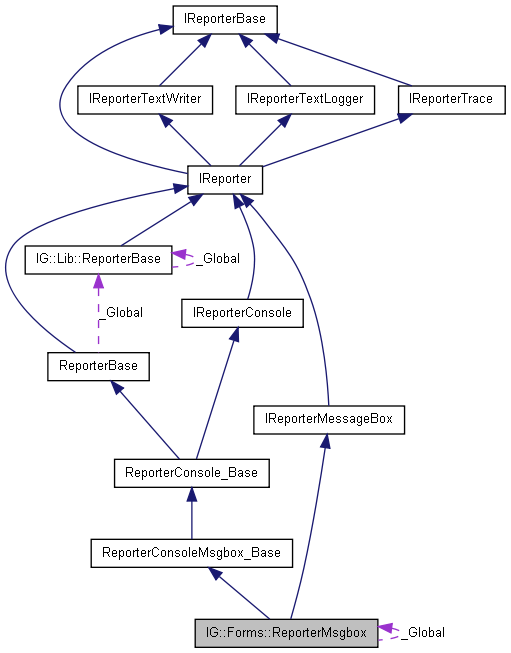 IReporterBase
IReporterTextWriter
IReporterTextLogger
IReporterTrace
IReporter
IG::Lib::ReporterBase
_Global
_Global
IReporterConsole
ReporterBase
IReporterMessageBox
ReporterConsole_Base
ReporterConsoleMsgbox_Base
IG::Forms::ReporterMsgbox
_Global